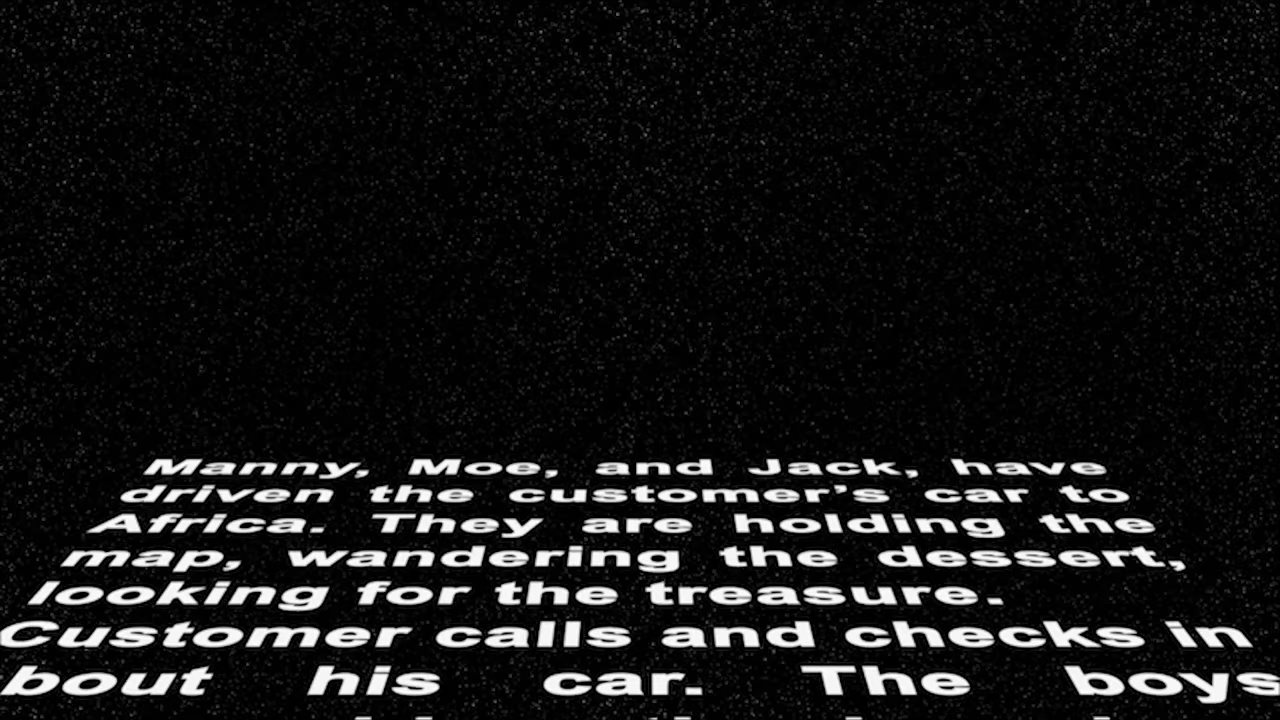 Manny, Moe, and Jack, have
driven the customer’s car to
Africa. They are holding the
map, wandering the dessert,
looking for the treasure.
Customer calls and checks in
bout his car. The boys